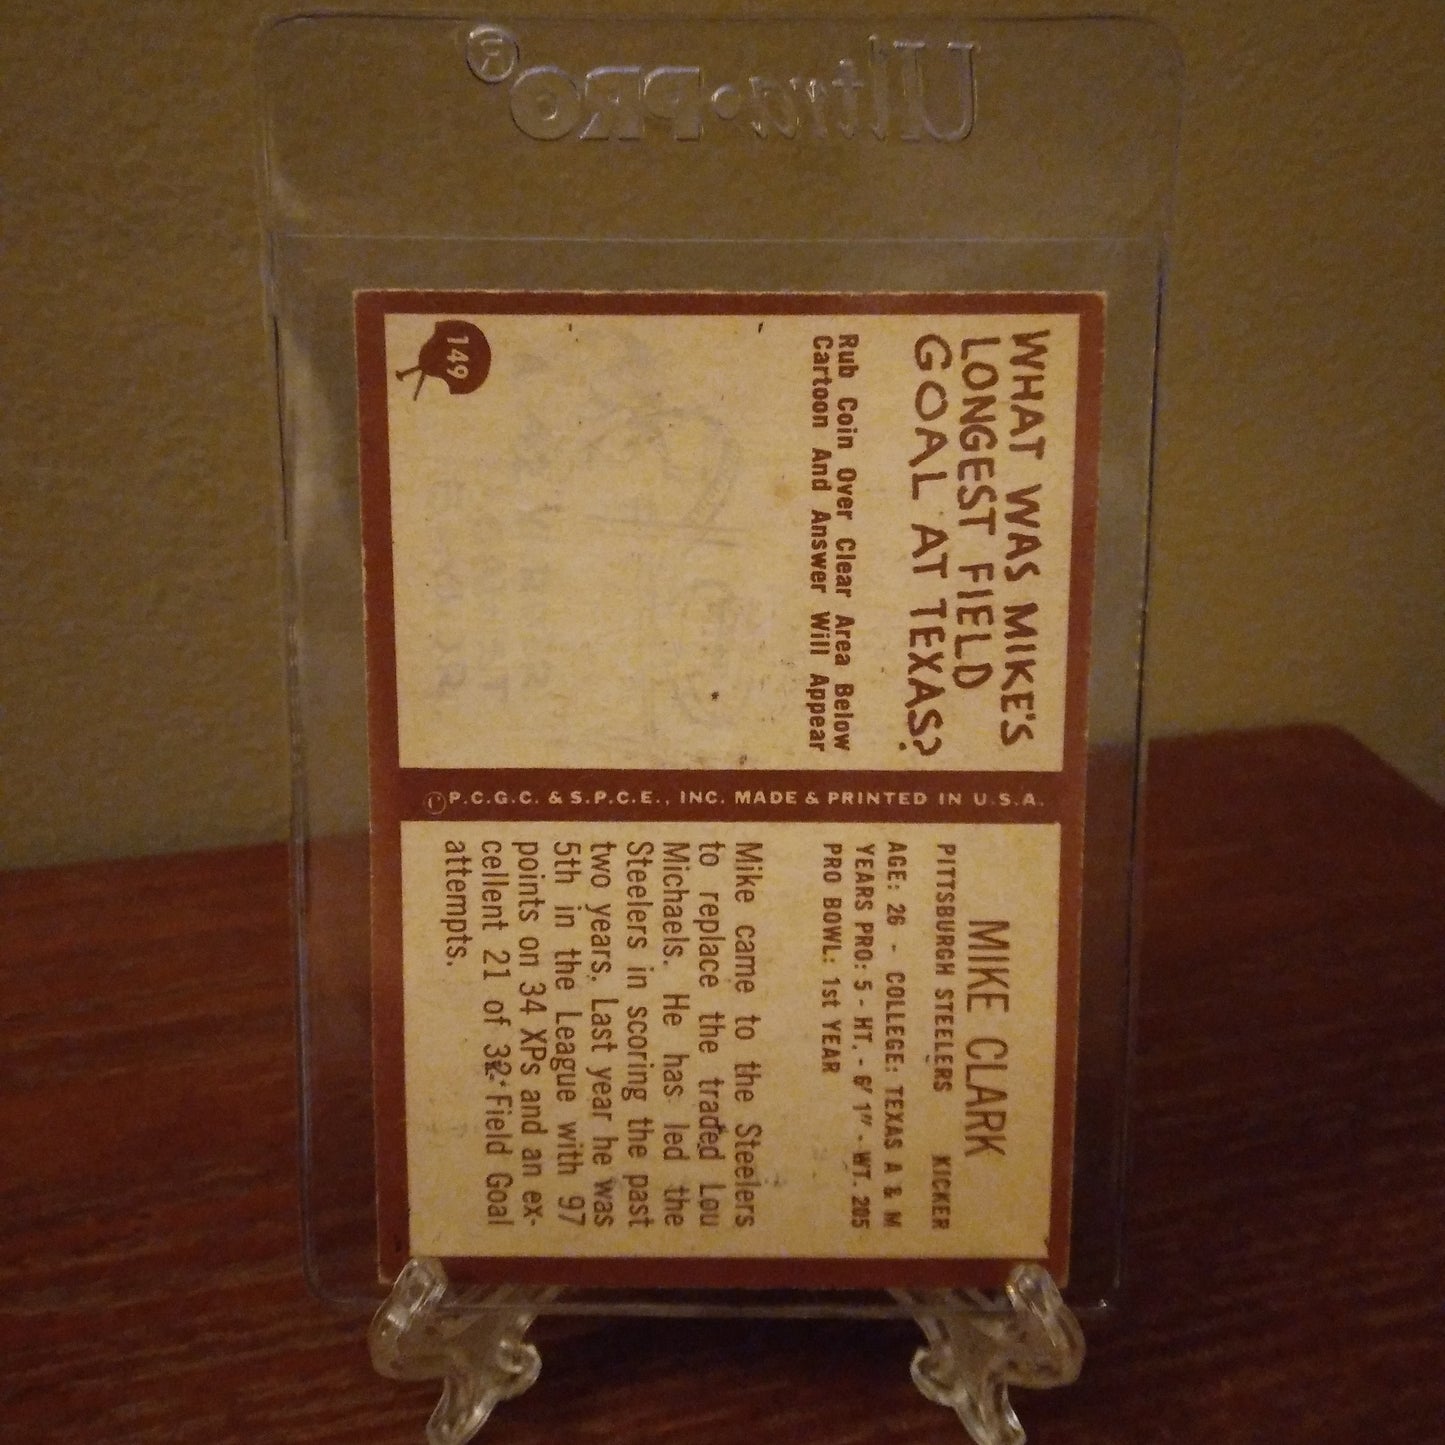 Ultra•PRO®
WHAT WAS MIKE'S
LONGEST FIELD
GOAL AT TEXAS?
Rub Coin Over Clear Area Below
Cartoon And Answer Will Appear
149
© P.C.G.C. & S.P.C.E., INC. MADE & PRINTED IN U.S.A.
MIKE CLARK
PITTSBURGH STEELERS KICKER
AGE: 26 - COLLEGE: TEXAS A & M
YEARS PRO: 5 - HT. - 6' 1" - WT. 205
PRO BOWL: 1st YEAR
Mike came to the Steelers
to replace the traded Lou
Michaels. He has led the
Steelers in scoring the past
two years. Last year he was
5th in the League with 97
points on 34 XPs and an ex-
cellent 21 of 32 Field Goal
attempts.